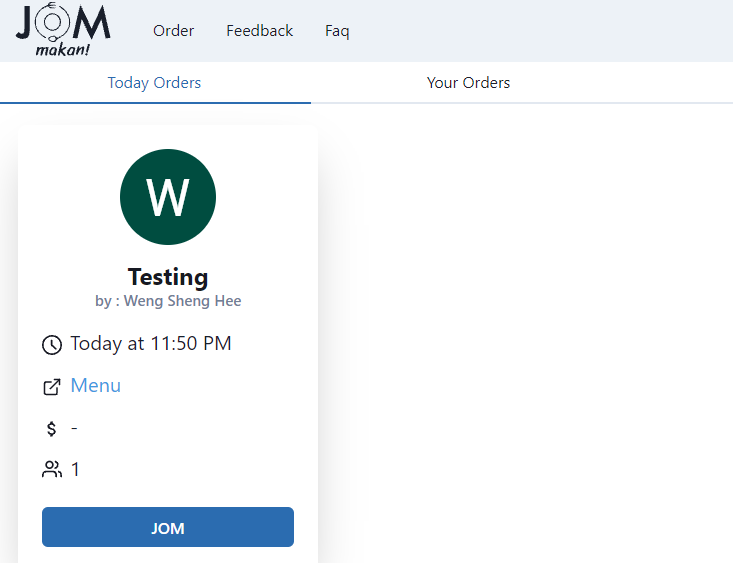 JOM
makan!
Order Feedback Faq
Today Orders Your Orders
W
Testing
by : Weng Sheng Hee
Today at 11:50 PM
Menu
$ -
1
JOM